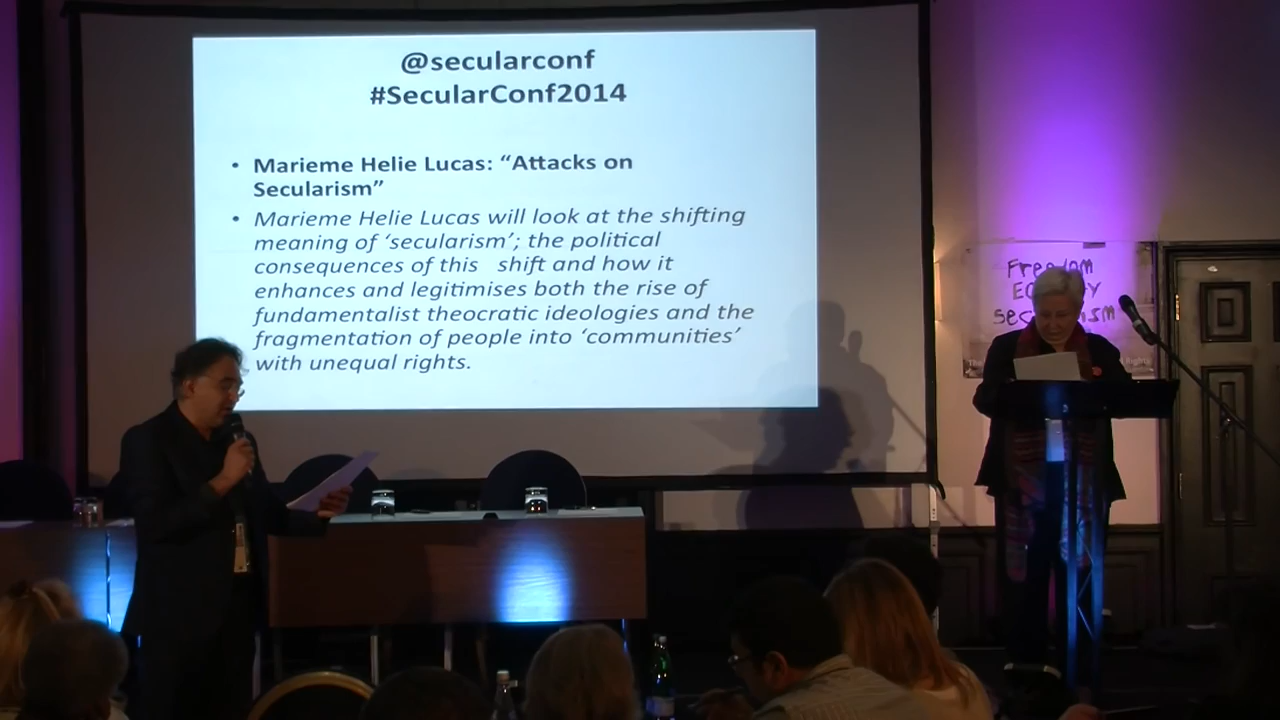 @secularconf
#SecularConf2014
• Marieme Helie Lucas: “Attacks on
Secularism”
• Marieme Helie Lucas will look at the shifting
meaning of ‘secularism’; the political
consequences of this shift and how it
enhances and legitimises both the rise of
fundamentalist theocratic ideologies and the
fragmentation of people into ‘communities’
with unequal rights.
Freedom